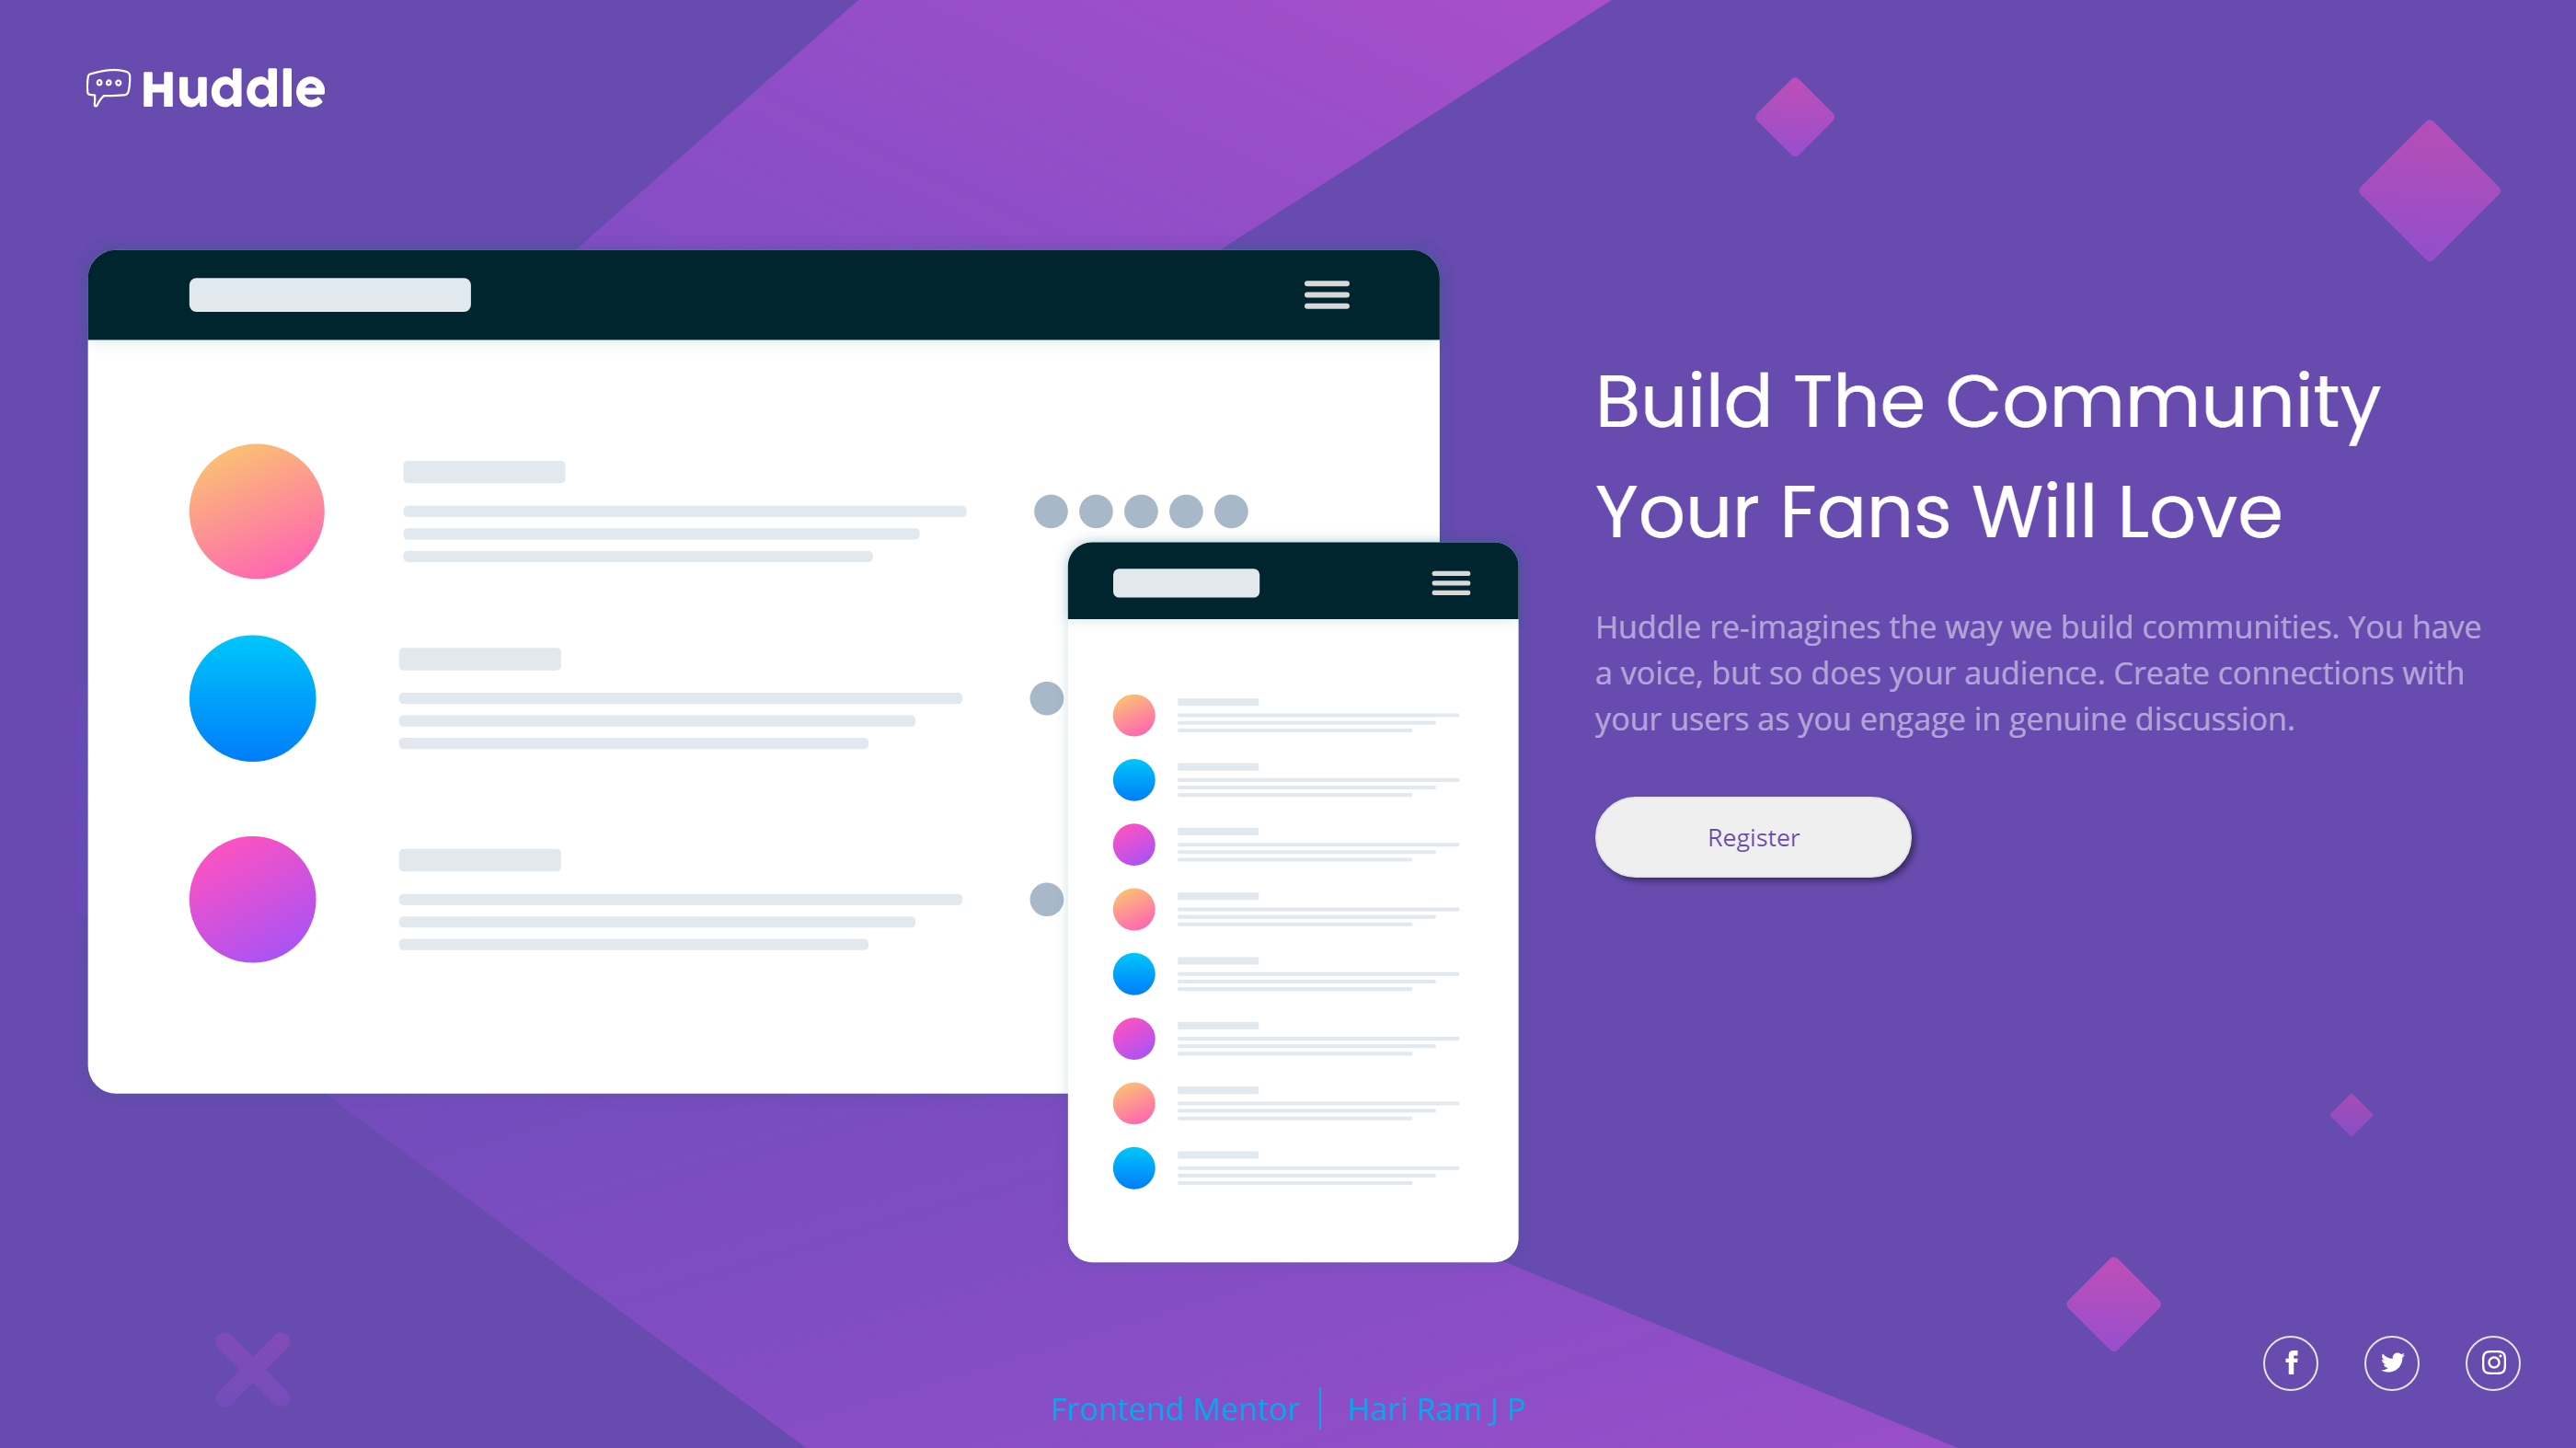 Huddle
Build The Community
Your Fans Will Love
Huddle re-imagines the way we build communities. You have
a voice, but so does your audience. Create connections with
your users as you engage in genuine discussion.
Register
Frontend Mentor
Hari Ram J P